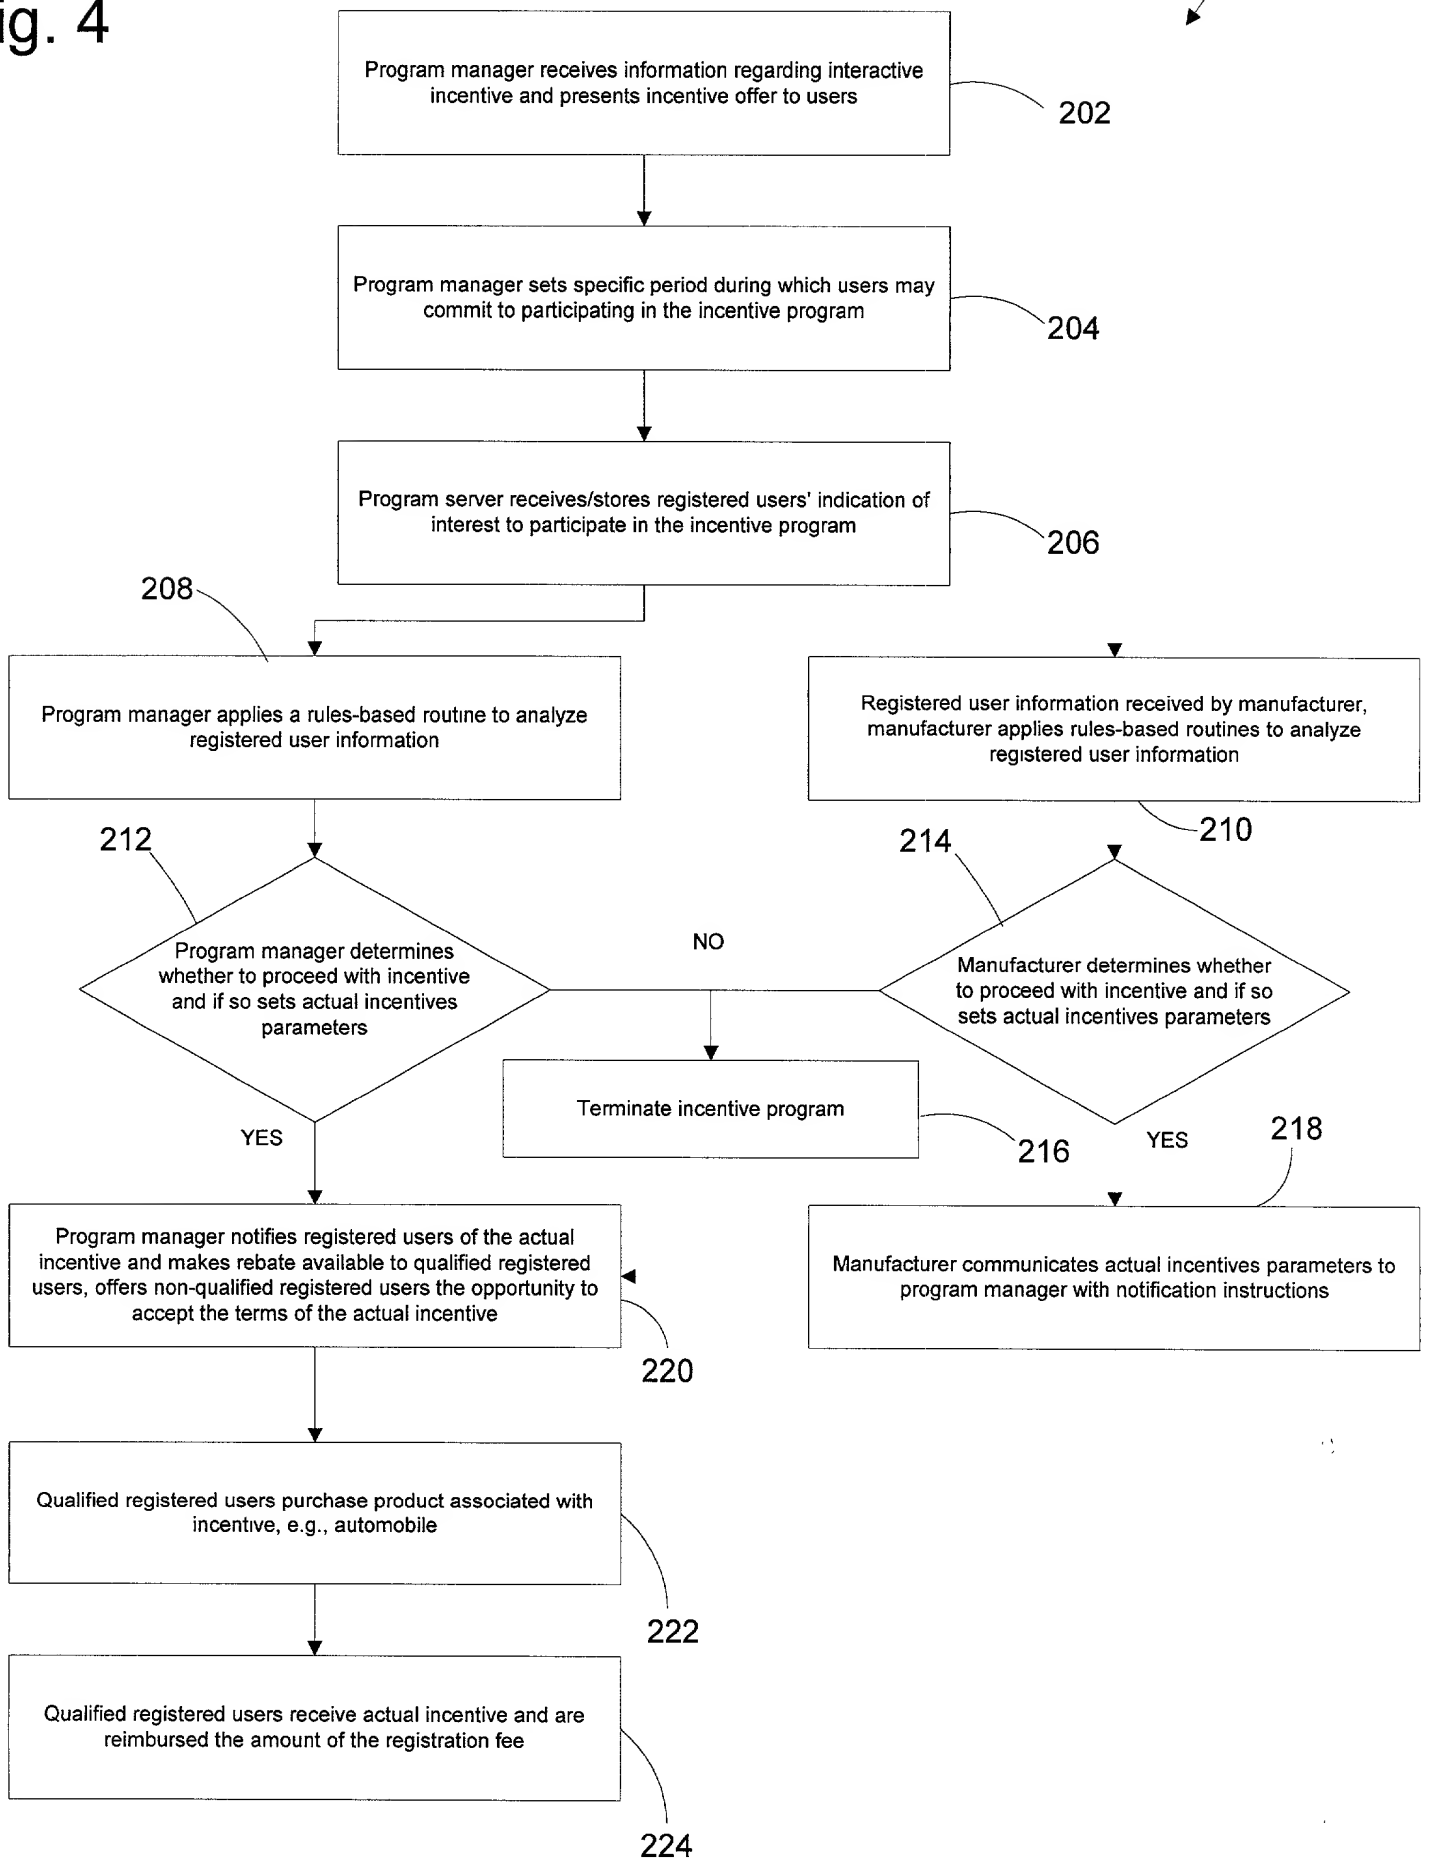 ig. 4
Program manager receives information regarding interactive
incentive and presents incentive offer to users
202
Program manager sets specific period during which users may
commit to participating in the incentive program
204
Program server receives/stores registered users' indication of
interest to participate in the incentive program
206
208
Program manager applies a rules-based routine to analyze
registered user information
Registered user information received by manufacturer,
manufacturer applies rules-based routines to analyze
registered user information
210
212
214
Program manager determines
whether to proceed with incentive
and if so sets actual incentives
parameters
NO
Manufacturer determines whether
to proceed with incentive and if so
sets actual incentives parameters
Terminate incentive program
216
YES
YES
218
Program manager notifies registered users of the actual
incentive and makes rebate available to qualified registered
users, offers non-qualified registered users the opportunity to
accept the terms of the actual incentive
220
Manufacturer communicates actual incentives parameters to
program manager with notification instructions
Qualified registered users purchase product associated with
incentive, e.g., automobile
222
Qualified registered users receive actual incentive and are
reimbursed the amount of the registration fee
224